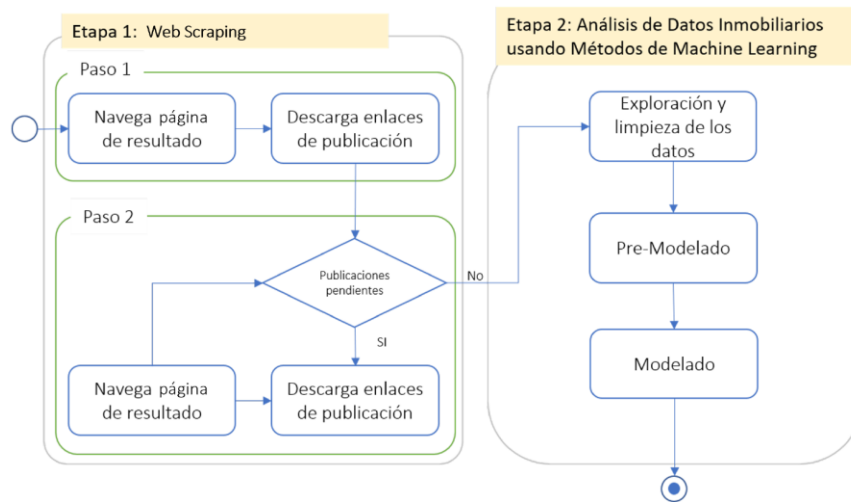 Etapa 1: Web Scraping
Paso 1
Navega página
de resultado
Descarga enlaces
de publicación
Paso 2
Publicaciones
pendientes
No
SI
Navega página
de resultado
Descarga enlaces
de publicación
Etapa 2: Análisis de Datos Inmobiliarios
usando Métodos de Machine Learning
Exploración y
limpieza de los
datos
Pre-Modelado
Modelado